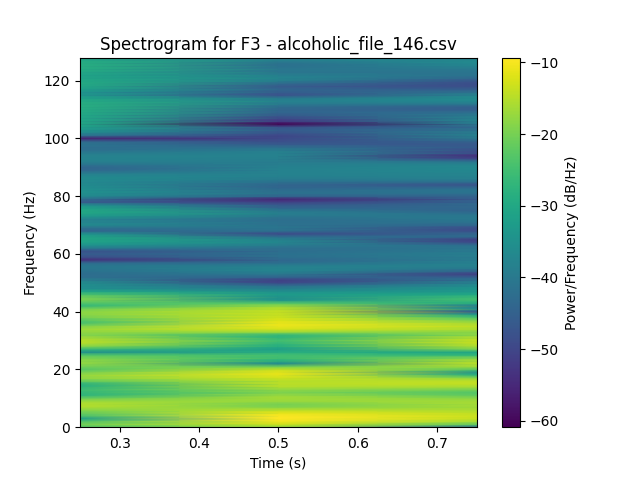 Spectrogram for F3 - alcoholic_file_146.csv
120
100
80
60
40
20
0
Frequency (Hz)
0.3 0.4 0.5 0.6 0.7
Time (s)
−10
−20
−30
−40
−50
−60
Power/Frequency (dB/Hz)